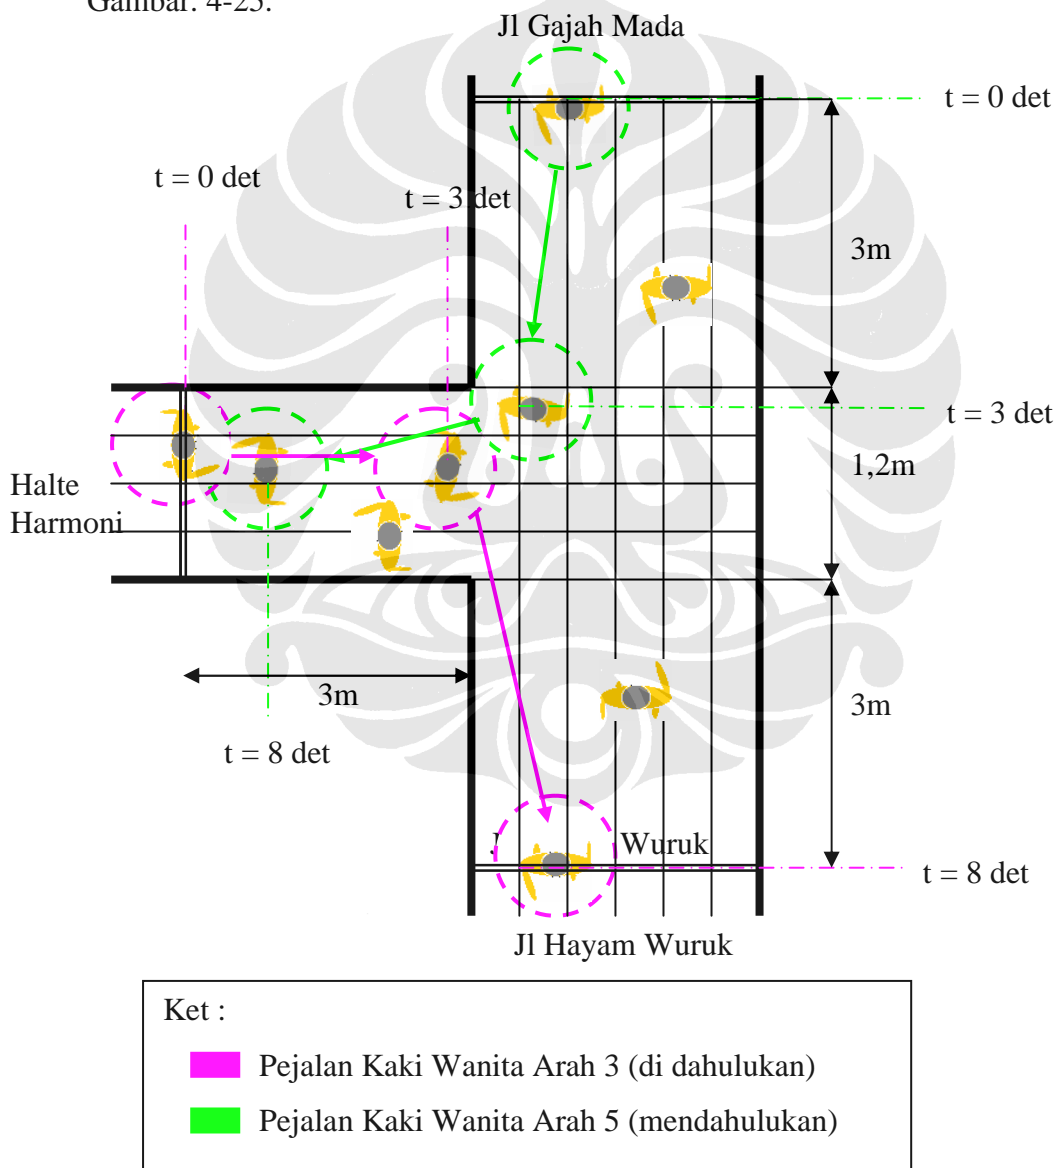 Gambar. 4-25.
Jl Gajah Mada
t = 0 det
t = 0 det
t = 3 det
3m
t = 3 det
1,2m
Halte
Harmoni
3m
3m
t = 8 det
Wuruk
t = 8 det
Jl Hayam Wuruk
Ket :
Pejalan Kaki Wanita Arah 3 (di dahulukan)
Pejalan Kaki Wanita Arah 5 (mendahulukan)